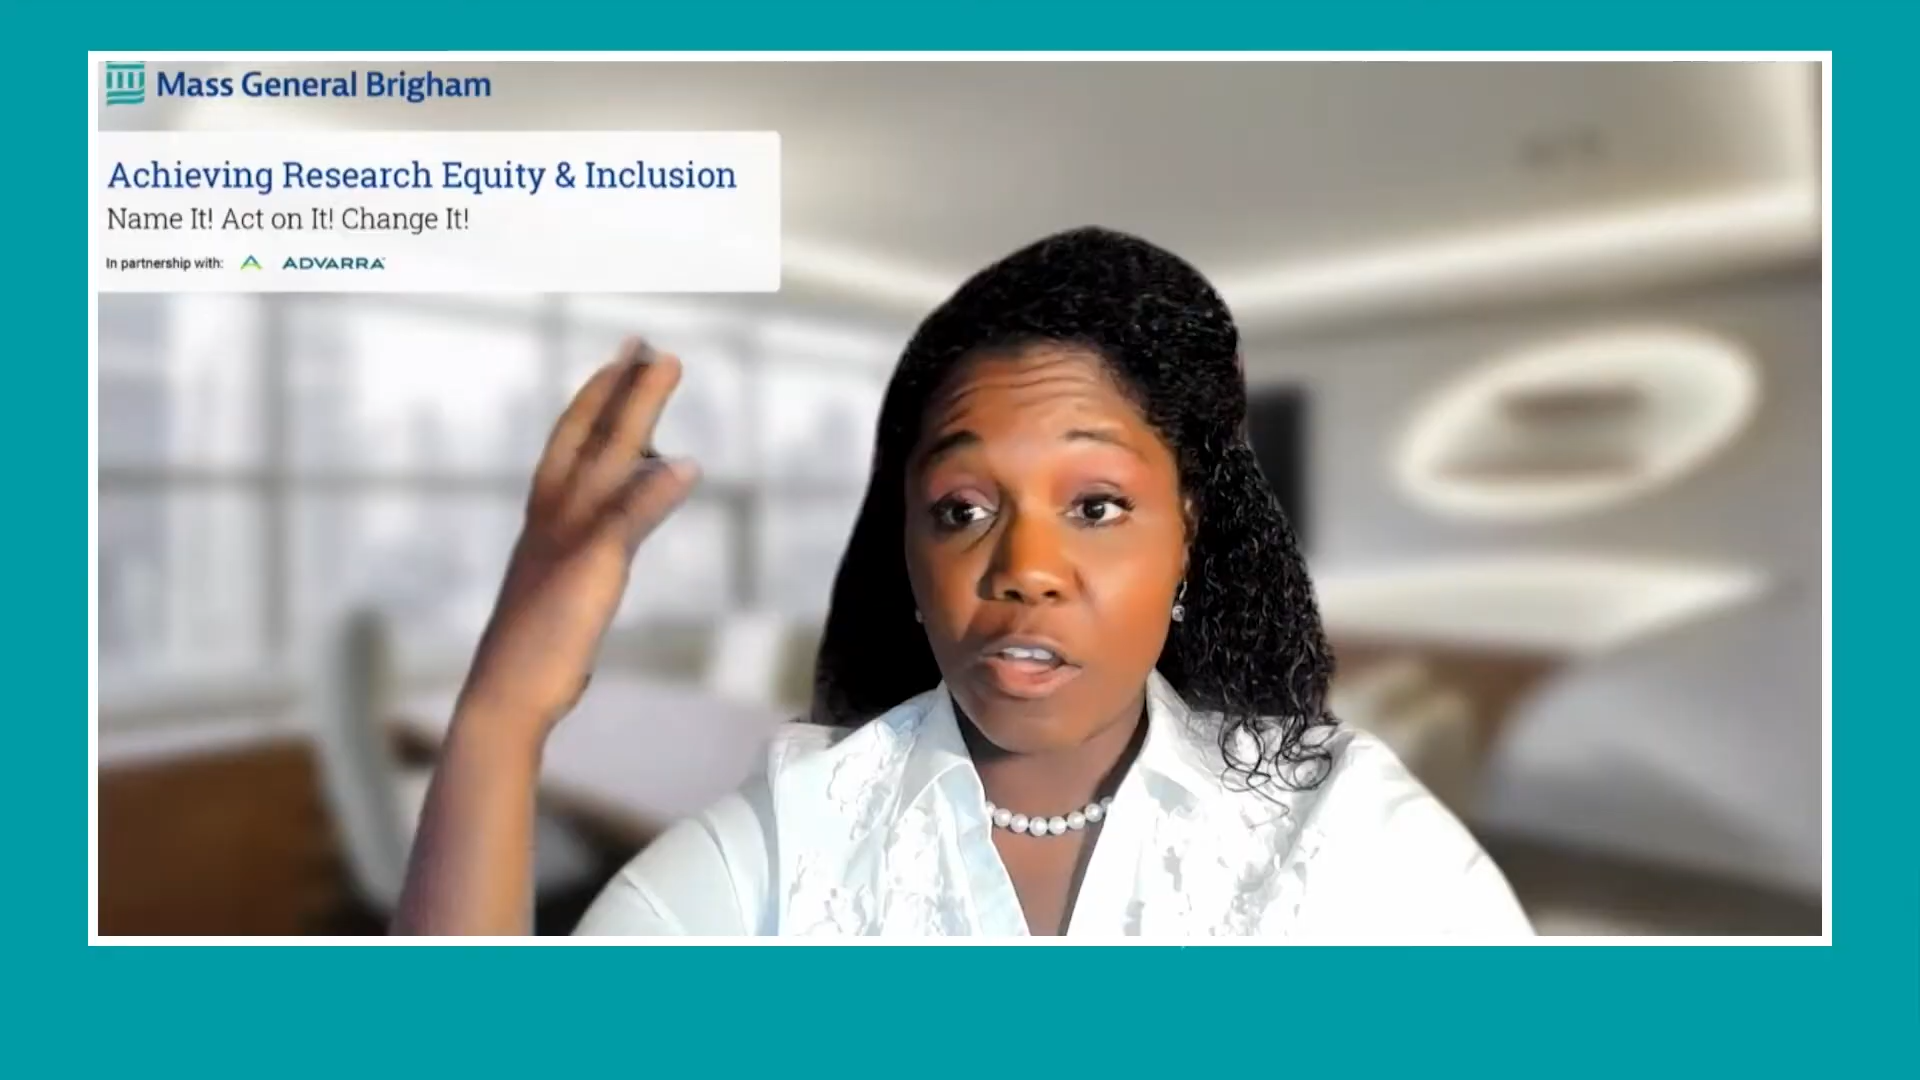 Mass General Brigham
Achieving Research Equity & Inclusion
Name It! Act on It! Change It!
In partnership with: ADVARRA